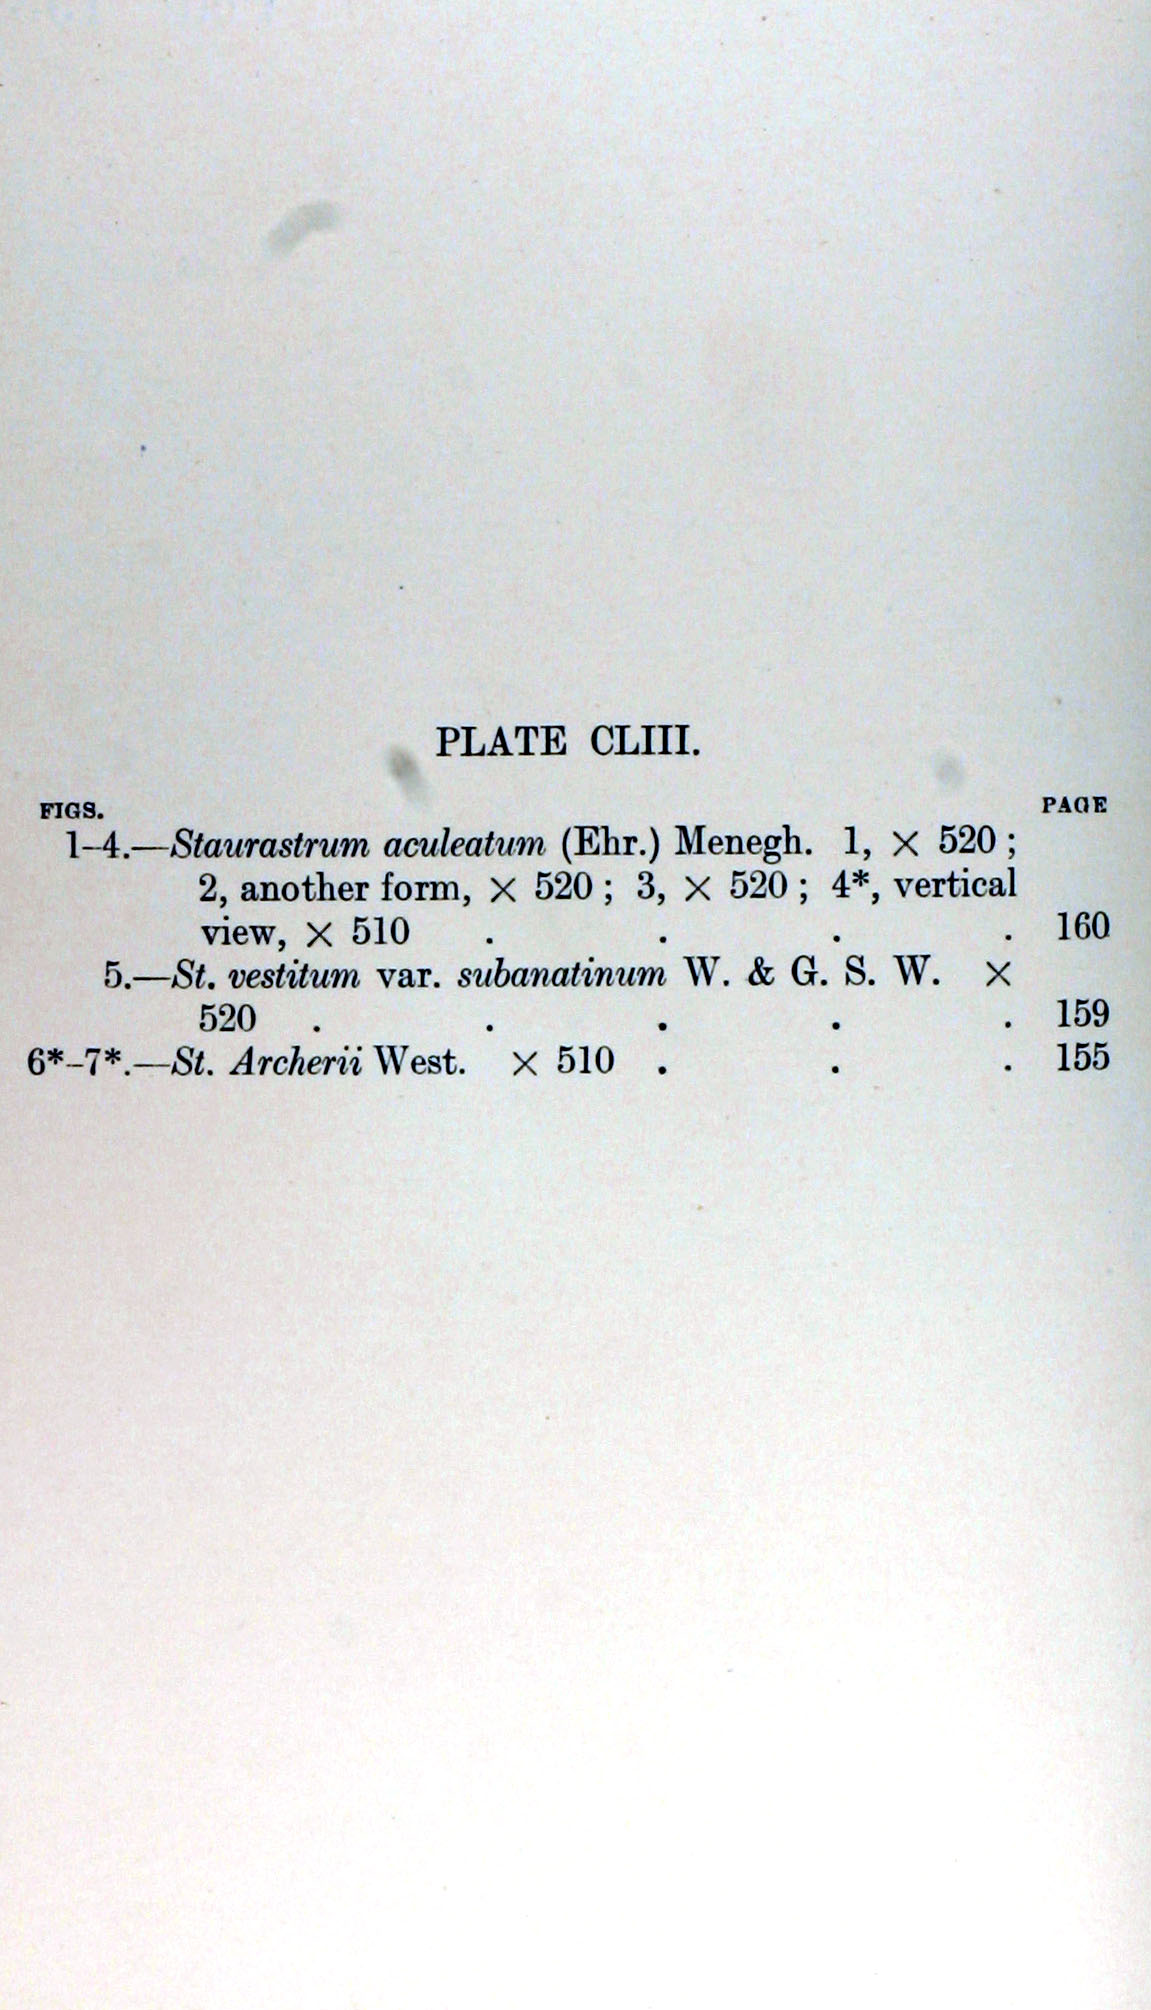 PLATE CLIII.
FIGS. PAGE
1–4.—Staurastrum aculeatum (Ehr.) Menegh. 1, × 520 ;
2, another form, × 520 ; 3, × 520 ; 4*, vertical
view, × 510 . . . . 160
5.—St. vestitum var. subanatinum W. & G. S. W. ×
520 . . . . . 159
6*–7*.—St. Archerii West. × 510 . . . 155